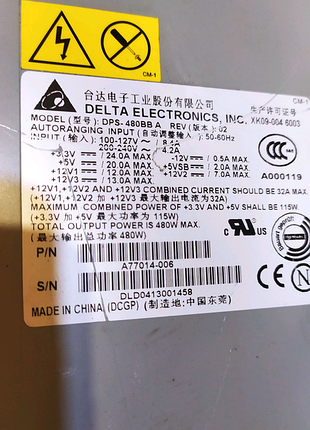 CM-1
台达电子工业股份有限公司
DELTA ELECTRONICS, INC.
生产许可证号
XK09-004 6003
MODEL (型号): DPS-480BB A REV (版本): 02
AUTORANGING INPUT (自动调整输入)
INPUT (输入): 100-127V ~ / 8.5A 50-60Hz
200-240V ~ / 4.2A
+3.3V ⎓ / 24.0A MAX. -12V ⎓ / 0.5A MAX.
+5V ⎓ / 20.0A MAX. +5VSB ⎓ / 2.0A MAX.
+12V1 ⎓ / 12.0A MAX. +12V2 ⎓ / 7.0A MAX.
+12V3 ⎓ / 13.0A MAX.
A000119
+12V1, +12V2 AND +12V3 COMBINED CURRENT SHOULD BE 32A MAX.
(+12V1, +12V2 和 +12V3 最大输出电流为32A)
MAXIMUM COMBINED POWER OF +3.3V AND +5V SHALL BE 115W.
(+3.3V 加 +5V 最大功率为 115W)
TOTAL OUTPUT POWER IS 480W MAX.
(最大输出总功率 480W)
P/N
A77014-006
S/N
DLD0413001458
MADE IN CHINA (DCGP) (制造地:中国东莞)
CM-1